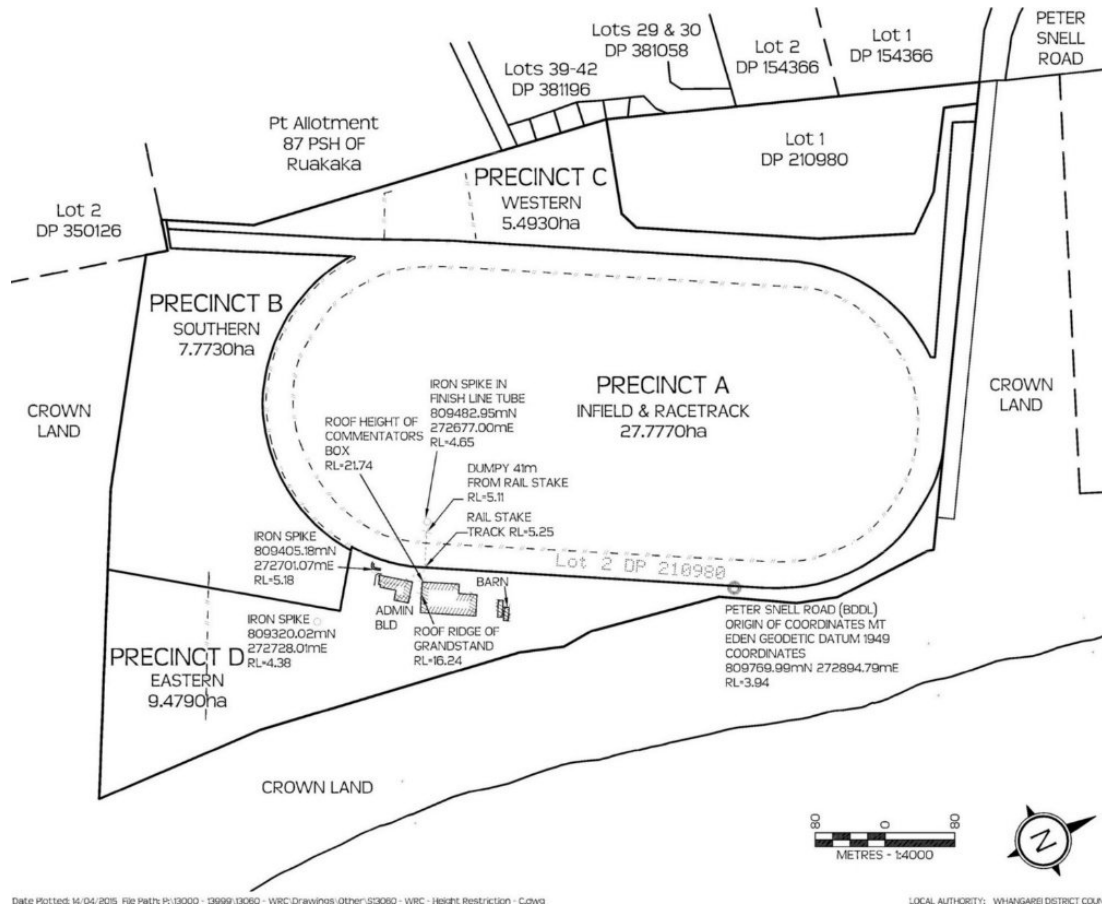 PETER
SNELL
ROAD
Lots 29 & 30
DP 381058
Lot 2
DP 154366
Lot 1
DP 154366
Lots 39-42
DP 381196
Pt Allotment
87 PSH OF
Ruakaka
Lot 1
DP 210980
PRECINCT C
WESTERN
5.4930ha
Lot 2
DP 350126
PRECINCT B
SOUTHERN
7.7730ha
CROWN
LAND
PRECINCT A
INFIELD & RACETRACK
27.7770ha
CROWN
LAND
IRON SPIKE IN
FINISH LINE TUBE
809482.95mN
272677.00mE
RL=4.65
ROOF HEIGHT OF
COMMENTATORS
BOX
RL=21.74
DUMPY 41m
FROM RAIL STAKE
RL=5.11
RAIL STAKE
TRACK RL=5.25
IRON SPIKE
809405.18mN
272701.07mE
RL=5.18
Lot 2 DP 210980
BARN
ADMIN
BLD
IRON SPIKE
809320.02mN
272728.01mE
RL=4.38
ROOF RIDGE OF
GRANDSTAND
RL=16.24
PETER SNELL ROAD (BDDL)
ORIGIN OF COORDINATES MT
EDEN GEODETIC DATUM 1949
COORDINATES
809769.99mN 272894.79mE
RL=3.94
PRECINCT D
EASTERN
9.4790ha
CROWN LAND
80 0 80
METRES - 1:4000
N
Date Plotted: 14/04/2015 File Path: P:\13000 - 13999\13060 - WRC\Drawings\Other\S13060 - WRC - Height Restriction - C.dwg
LOCAL AUTHORITY: WHANGAREI DISTRICT COUN